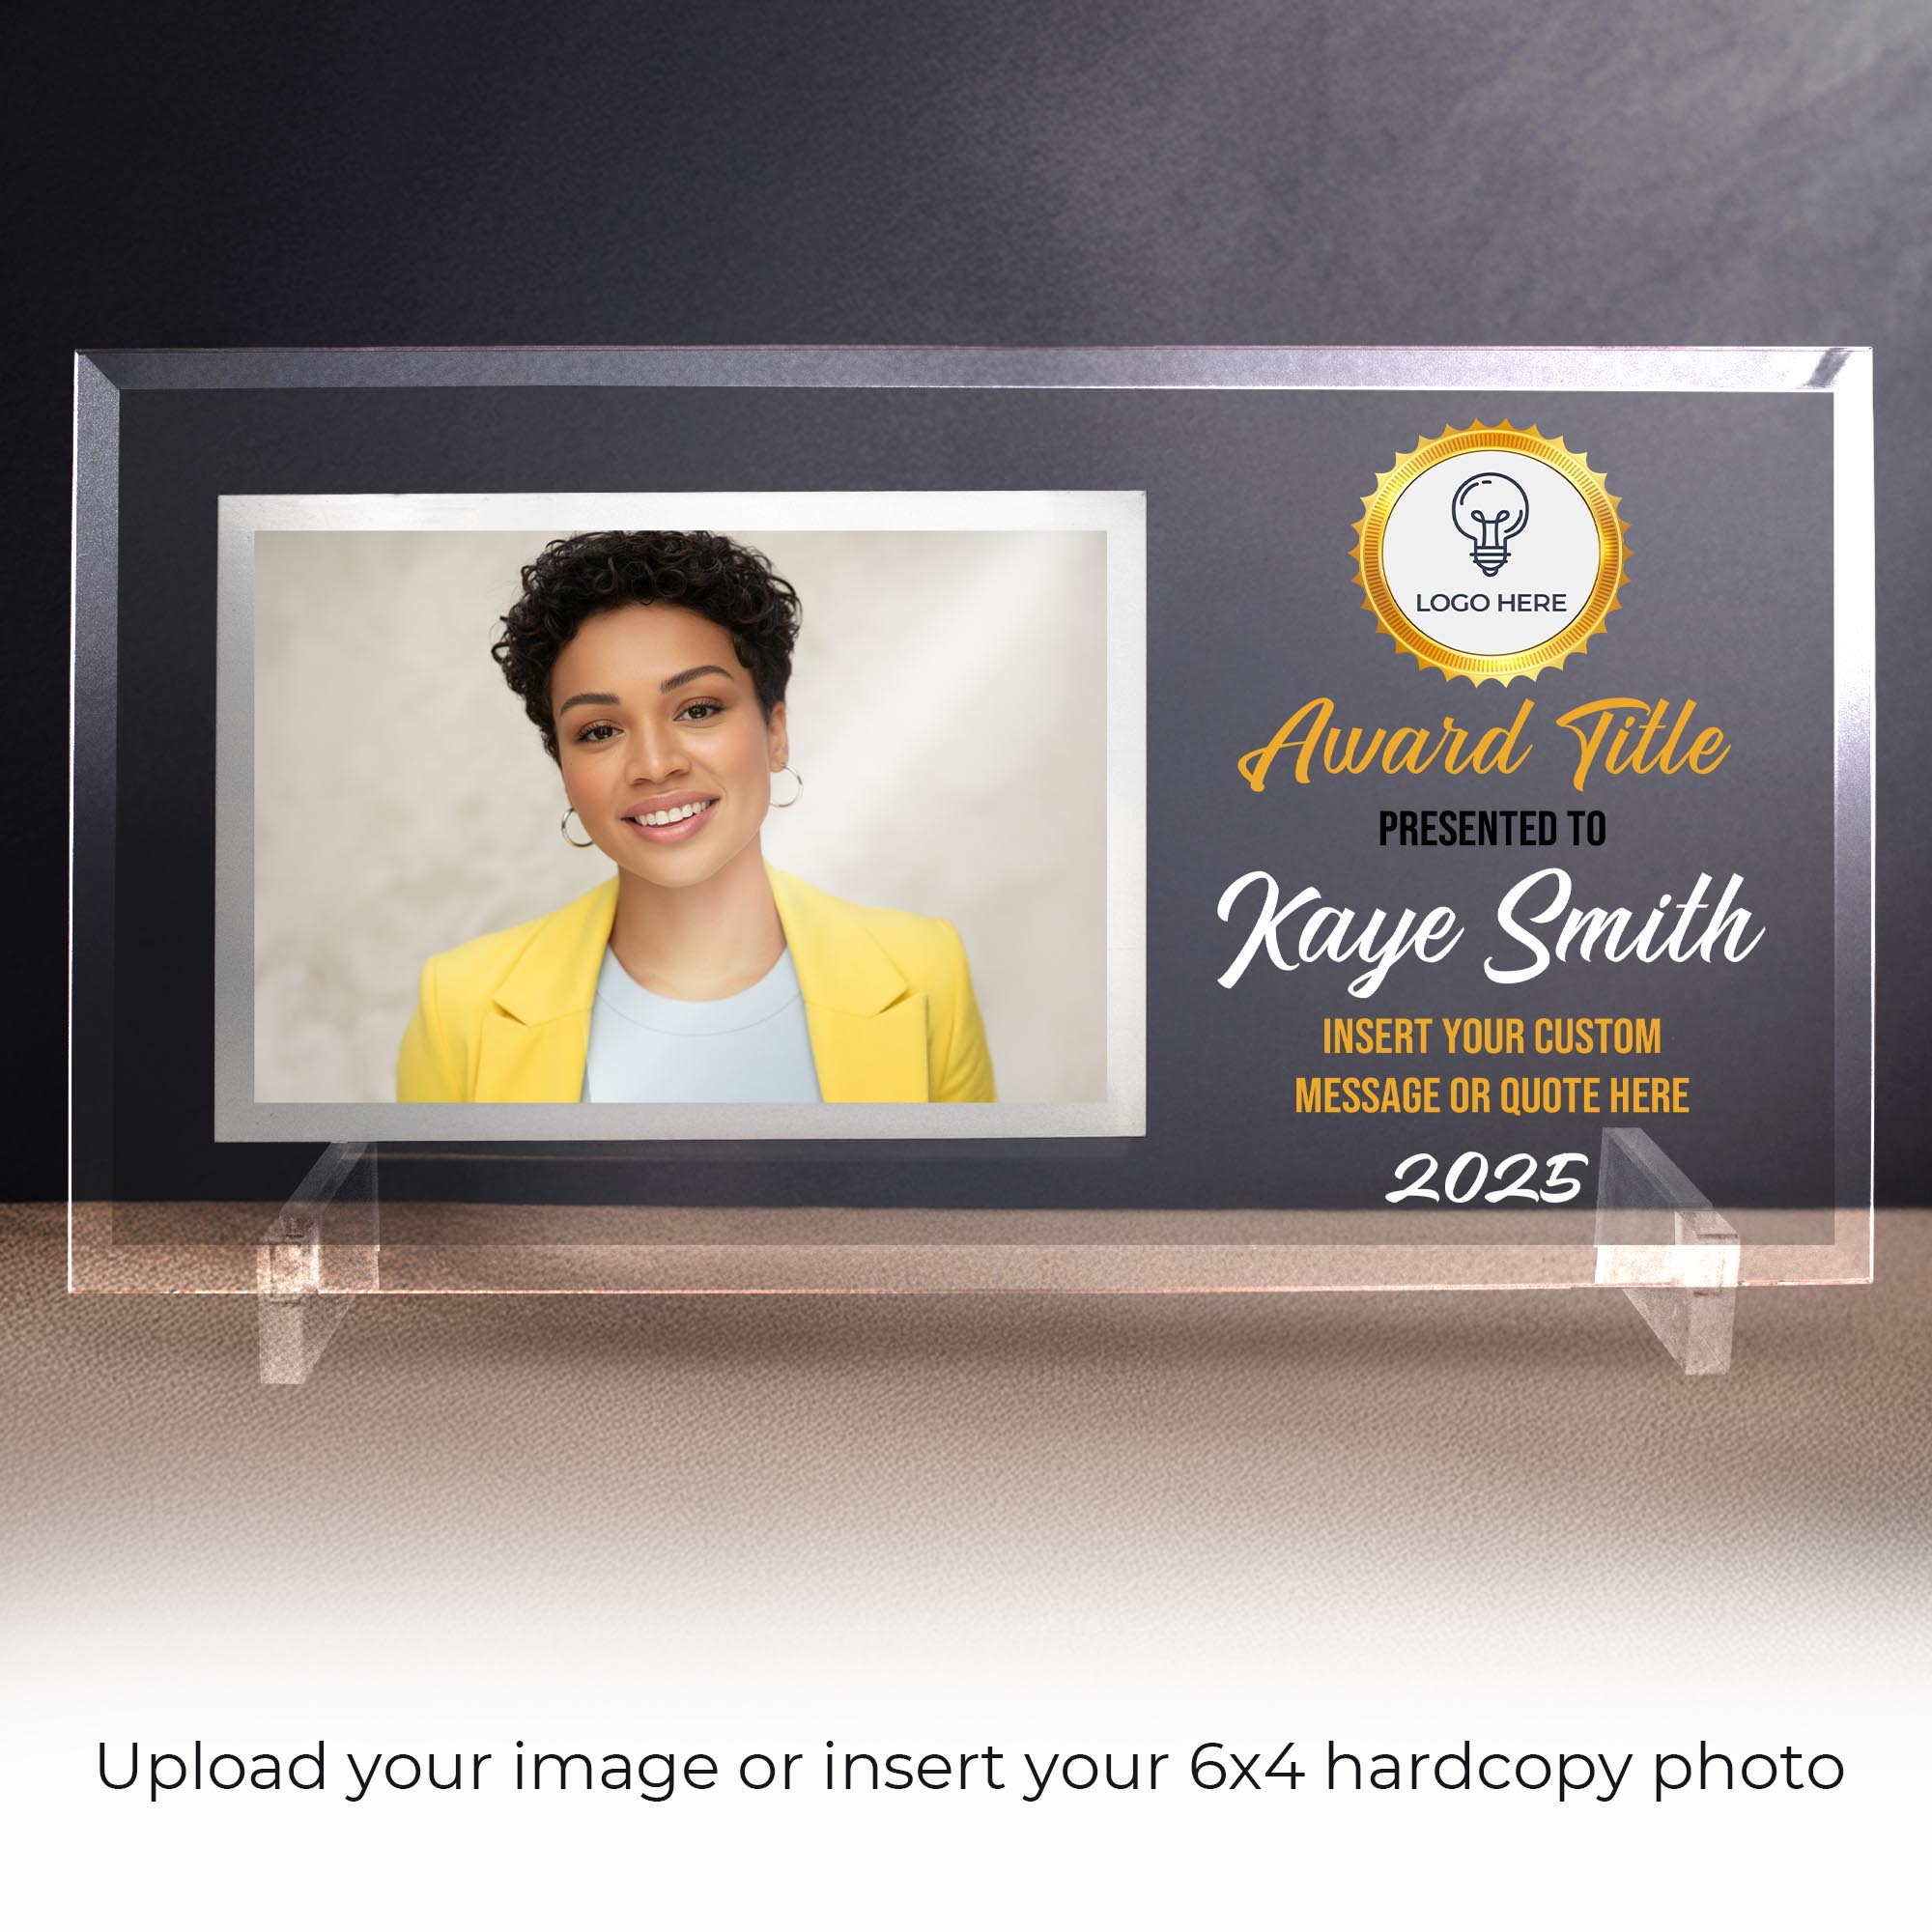 LOGO HERE
Award Title
PRESENTED TO
Kaye Smith
INSERT YOUR CUSTOM
MESSAGE OR QUOTE HERE
2025
Upload your image or insert your 6x4 hardcopy photo